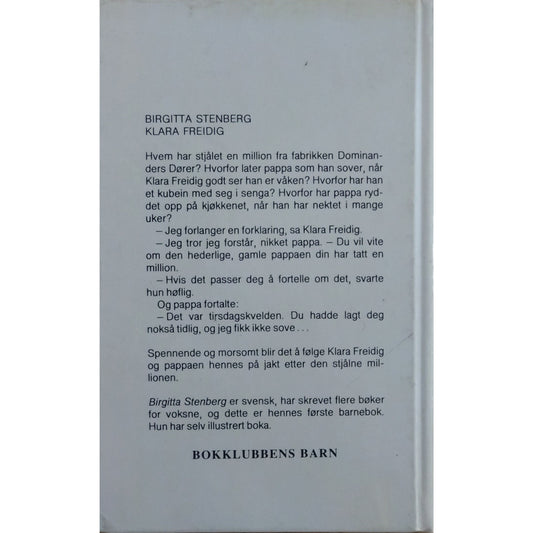 BIRGITTA STENBERG
KLARA FREIDIG
Hvem har stjålet en million fra fabrikken Dominan-
ders Dører? Hvorfor later pappa som han sover, når
Klara Freidig godt ser han er våken? Hvorfor har han
et kubein med seg i senga? Hvorfor har pappa ryd-
det opp på kjøkkenet, når han har nektet i mange
uker?
– Jeg forlanger en forklaring, sa Klara Freidig.
– Jeg tror jeg forstår, nikket pappa. – Du vil vite
om den hederlige, gamle pappaen din har tatt en
million.
– Hvis det passer deg å fortelle om det, svarte
hun høflig.
Og pappa fortalte:
– Det var tirsdagskvelden. Du hadde lagt deg
nokså tidlig, og jeg fikk ikke sove...
Spennende og morsomt blir det å følge Klara Freidig
og pappaen hennes på jakt etter den stjålne mil-
lionen.
Birgitta Stenberg er svensk, har skrevet flere bøker
for voksne, og dette er hennes første barnebok.
Hun har selv illustrert boka.
BOKKLUBBENS BARN